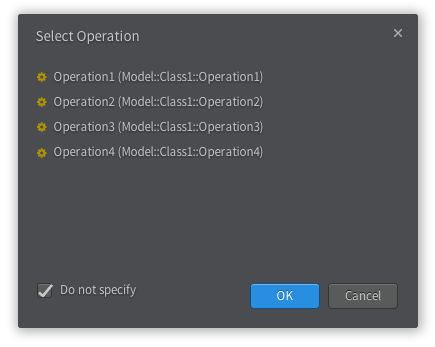 Select Operation
Operation1 (Model::Class1::Operation1)
Operation2 (Model::Class1::Operation2)
Operation3 (Model::Class1::Operation3)
Operation4 (Model::Class1::Operation4)
Do not specify
OK
Cancel